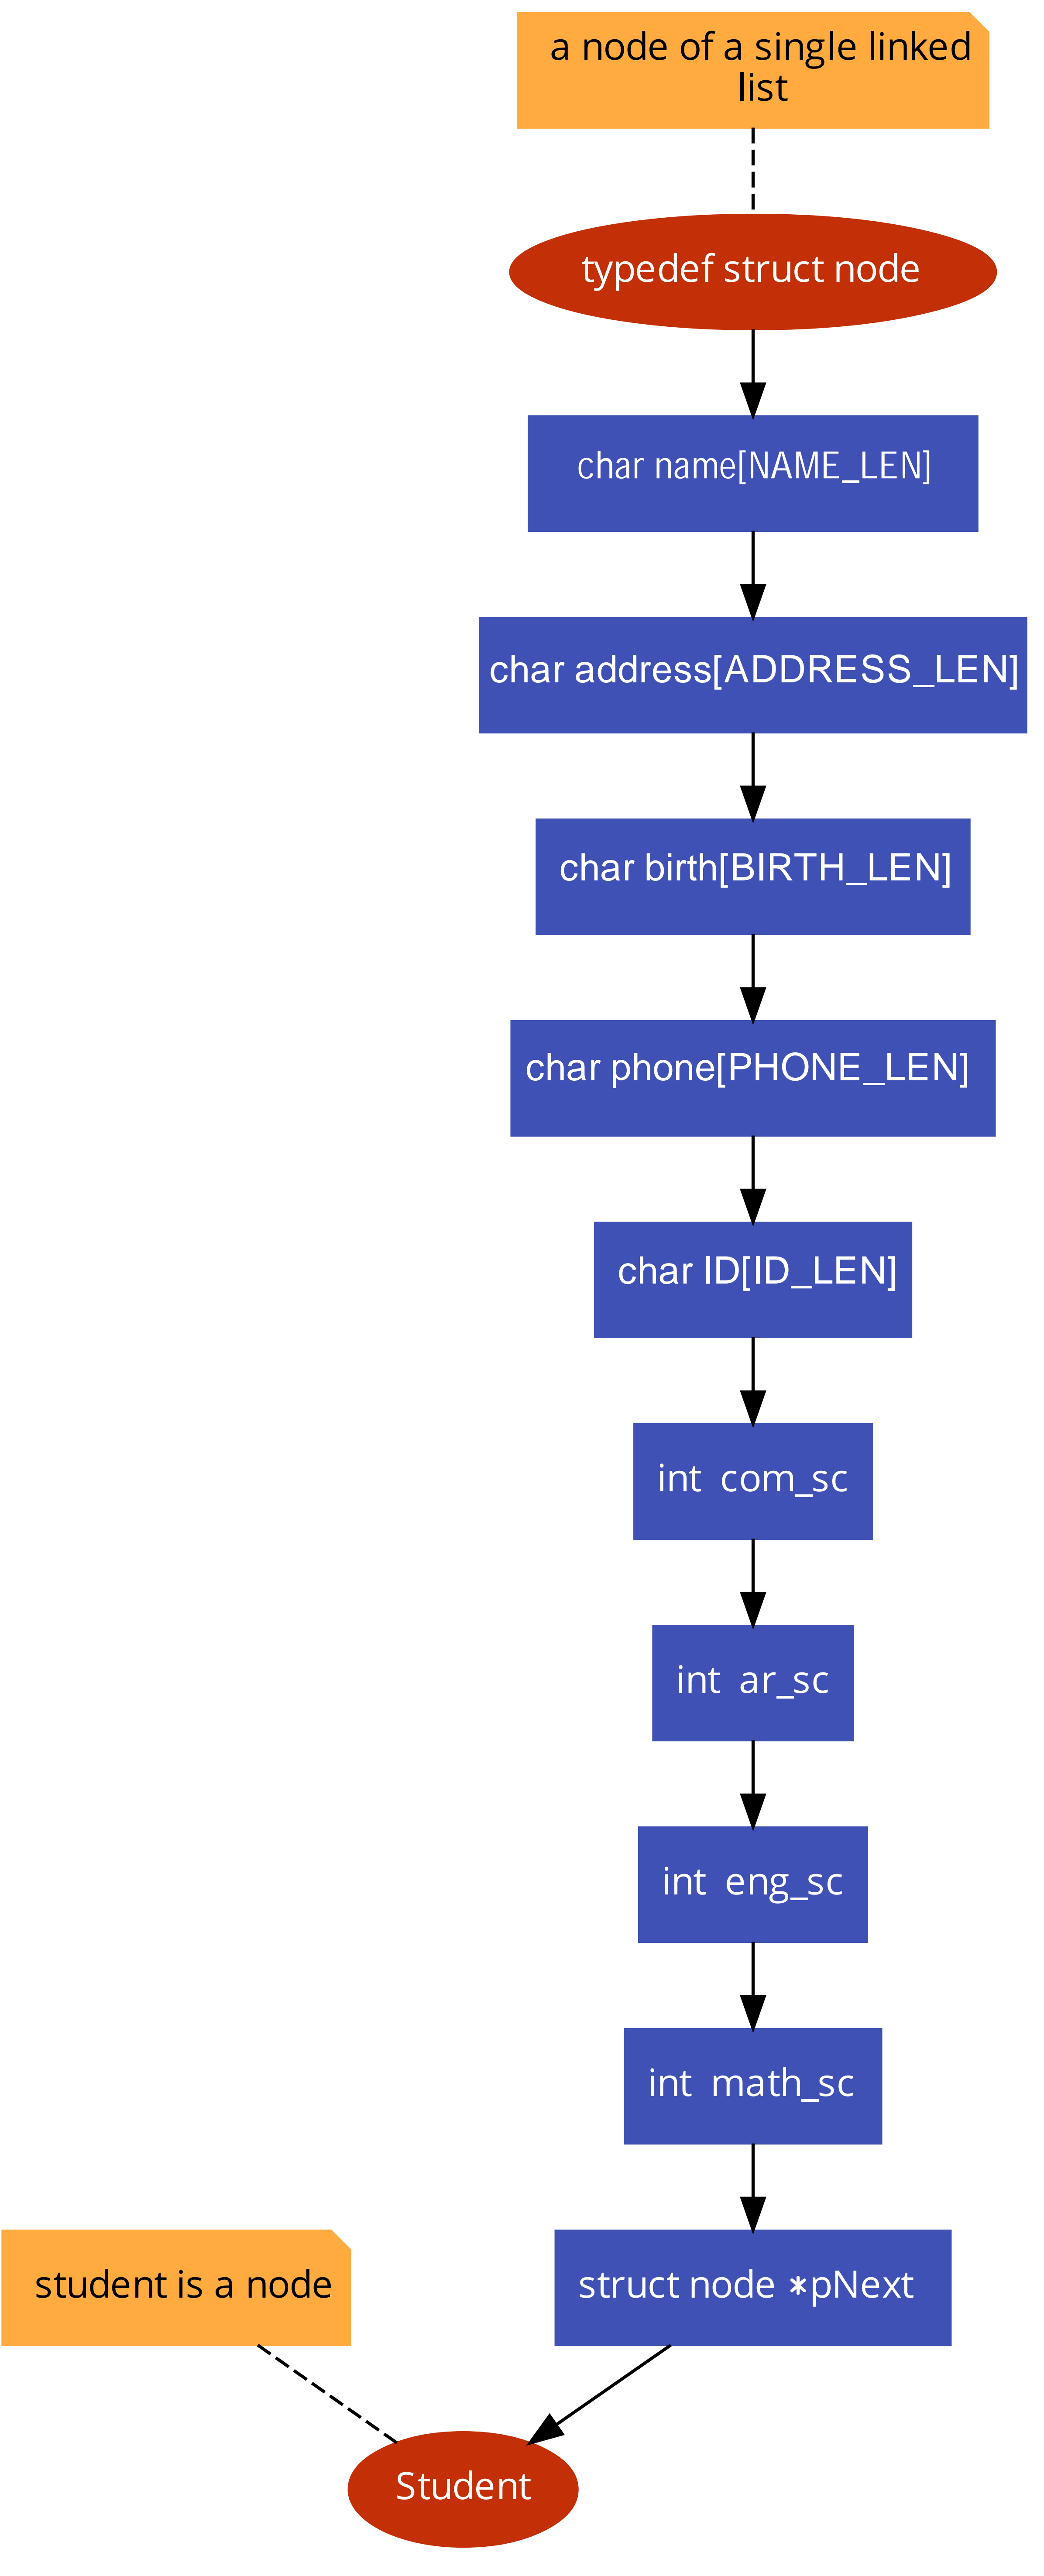 a node of a single linked
list
typedef struct node
char name[NAME_LEN]
char address[ADDRESS_LEN]
char birth[BIRTH_LEN]
char phone[PHONE_LEN]
char ID[ID_LEN]
int com_sc
int ar_sc
int eng_sc
int math_sc
student is a node
struct node *pNext
Student